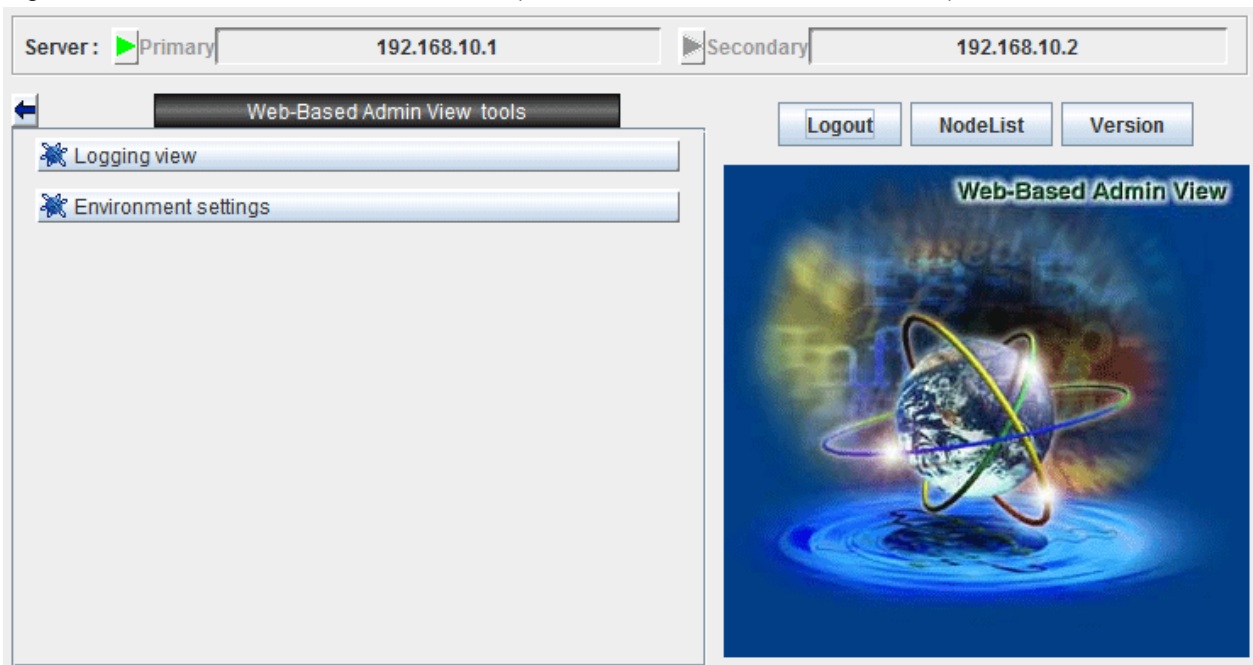 Server : Primary 192.168.10.1 Secondary 192.168.10.2
Web-Based Admin View tools
Logout NodeList Version
Logging view
Environment settings
Web-Based Admin View